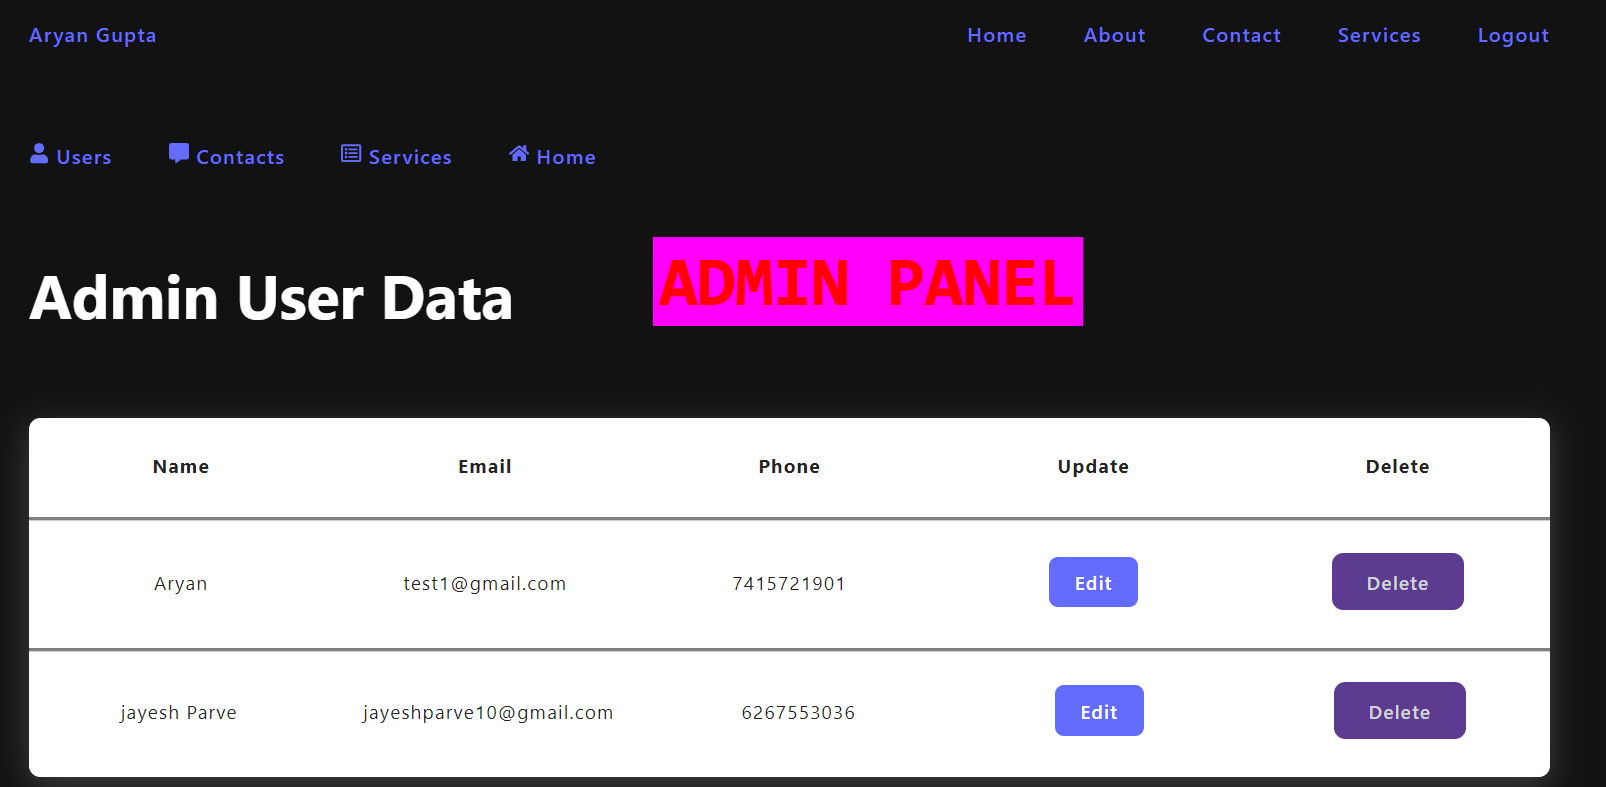 Aryan Gupta Home About Contact Services Logout
Users Contacts Services Home
Admin User Data ADMIN PANEL
Name Email Phone Update Delete
Aryan test1@gmail.com 7415721901 Edit Delete
jayesh Parve jayeshparve10@gmail.com 6267553036 Edit Delete